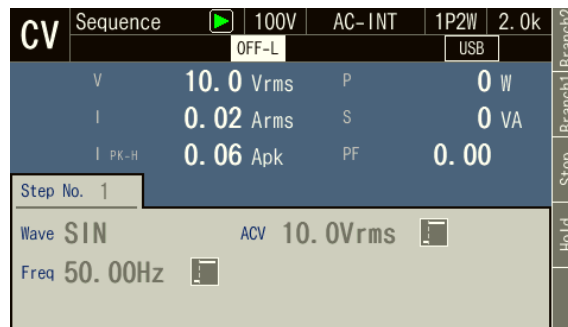 CV Sequence 100V AC-INT 1P2W 2.0k
OFF-L USB
V 10.0 Vrms P 0 W
I 0.02 Arms S 0 VA
I PK-H 0.06 Apk PF 0.00
Step No. 1
Wave SIN ACV 10.0Vrms
Freq 50.00Hz
Branch2
Branch1
Stop
Hold